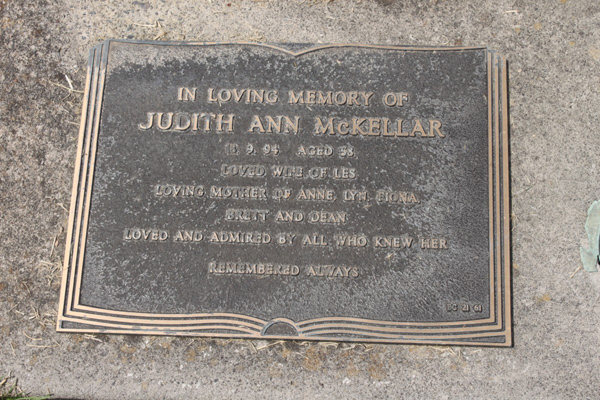 IN LOVING MEMORY OF
JUDITH ANN McKELLAR
9. 94 AGED 58
LOVED WIFE OF LES
LOVING MOTHER OF ANNE, LYN, FIONA,
BRETT AND DEAN
LOVED AND ADMIRED BY ALL WHO KNEW HER
REMEMBERED ALWAYS